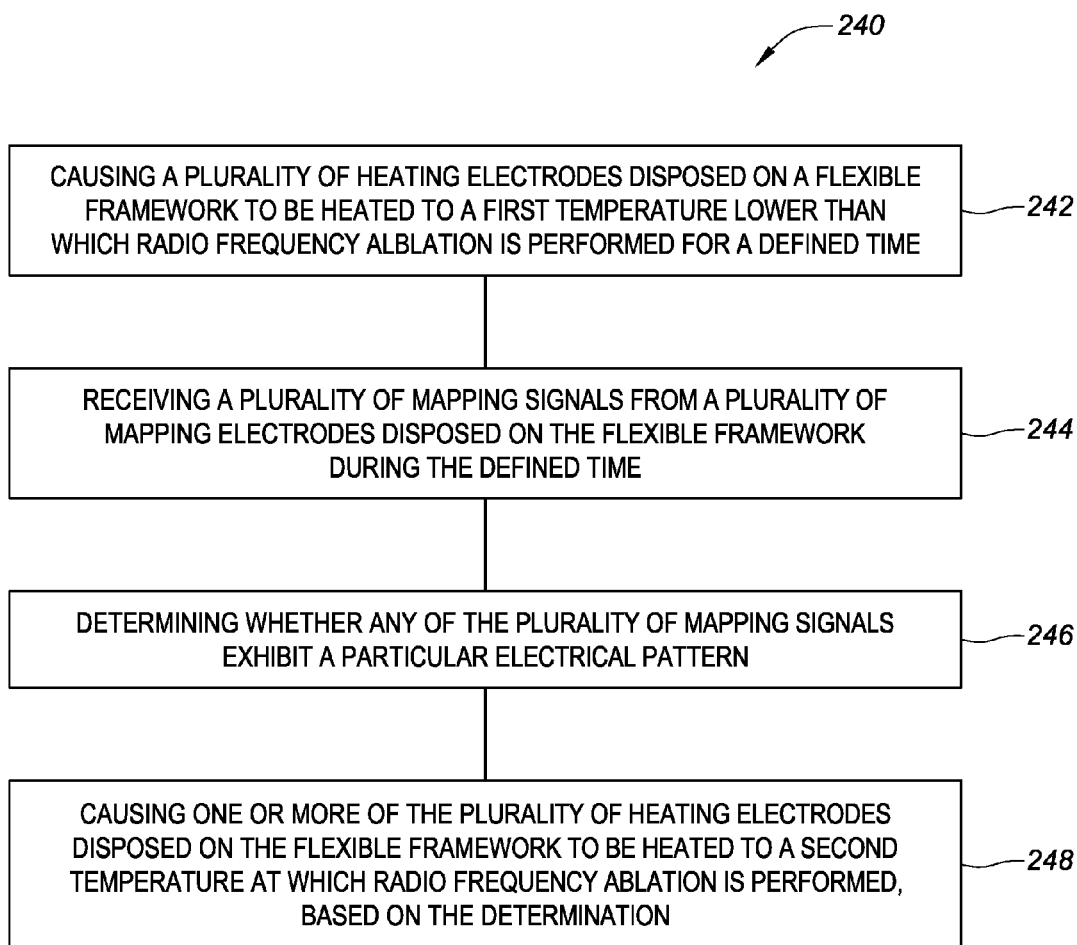 240
CAUSING A PLURALITY OF HEATING ELECTRODES DISPOSED ON A FLEXIBLE
FRAMEWORK TO BE HEATED TO A FIRST TEMPERATURE LOWER THAN
WHICH RADIO FREQUENCY ALBLATION IS PERFORMED FOR A DEFINED TIME
242
RECEIVING A PLURALITY OF MAPPING SIGNALS FROM A PLURALITY OF
MAPPING ELECTRODES DISPOSED ON THE FLEXIBLE FRAMEWORK
DURING THE DEFINED TIME
244
DETERMINING WHETHER ANY OF THE PLURALITY OF MAPPING SIGNALS
EXHIBIT A PARTICULAR ELECTRICAL PATTERN
246
CAUSING ONE OR MORE OF THE PLURALITY OF HEATING ELECTRODES
DISPOSED ON THE FLEXIBLE FRAMEWORK TO BE HEATED TO A SECOND
TEMPERATURE AT WHICH RADIO FREQUENCY ABLATION IS PERFORMED,
BASED ON THE DETERMINATION
248